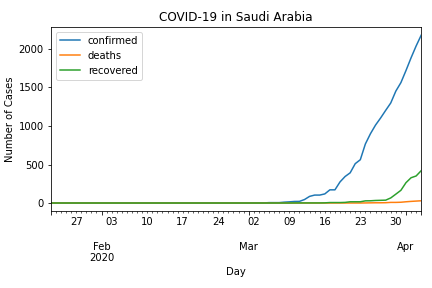 COVID-19 in Saudi Arabia
confirmed
deaths
recovered
Number of Cases
2000
1500
1000
500
0
27 03 10 17 24 02 09 16 23 30
Feb Mar Apr
2020
Day